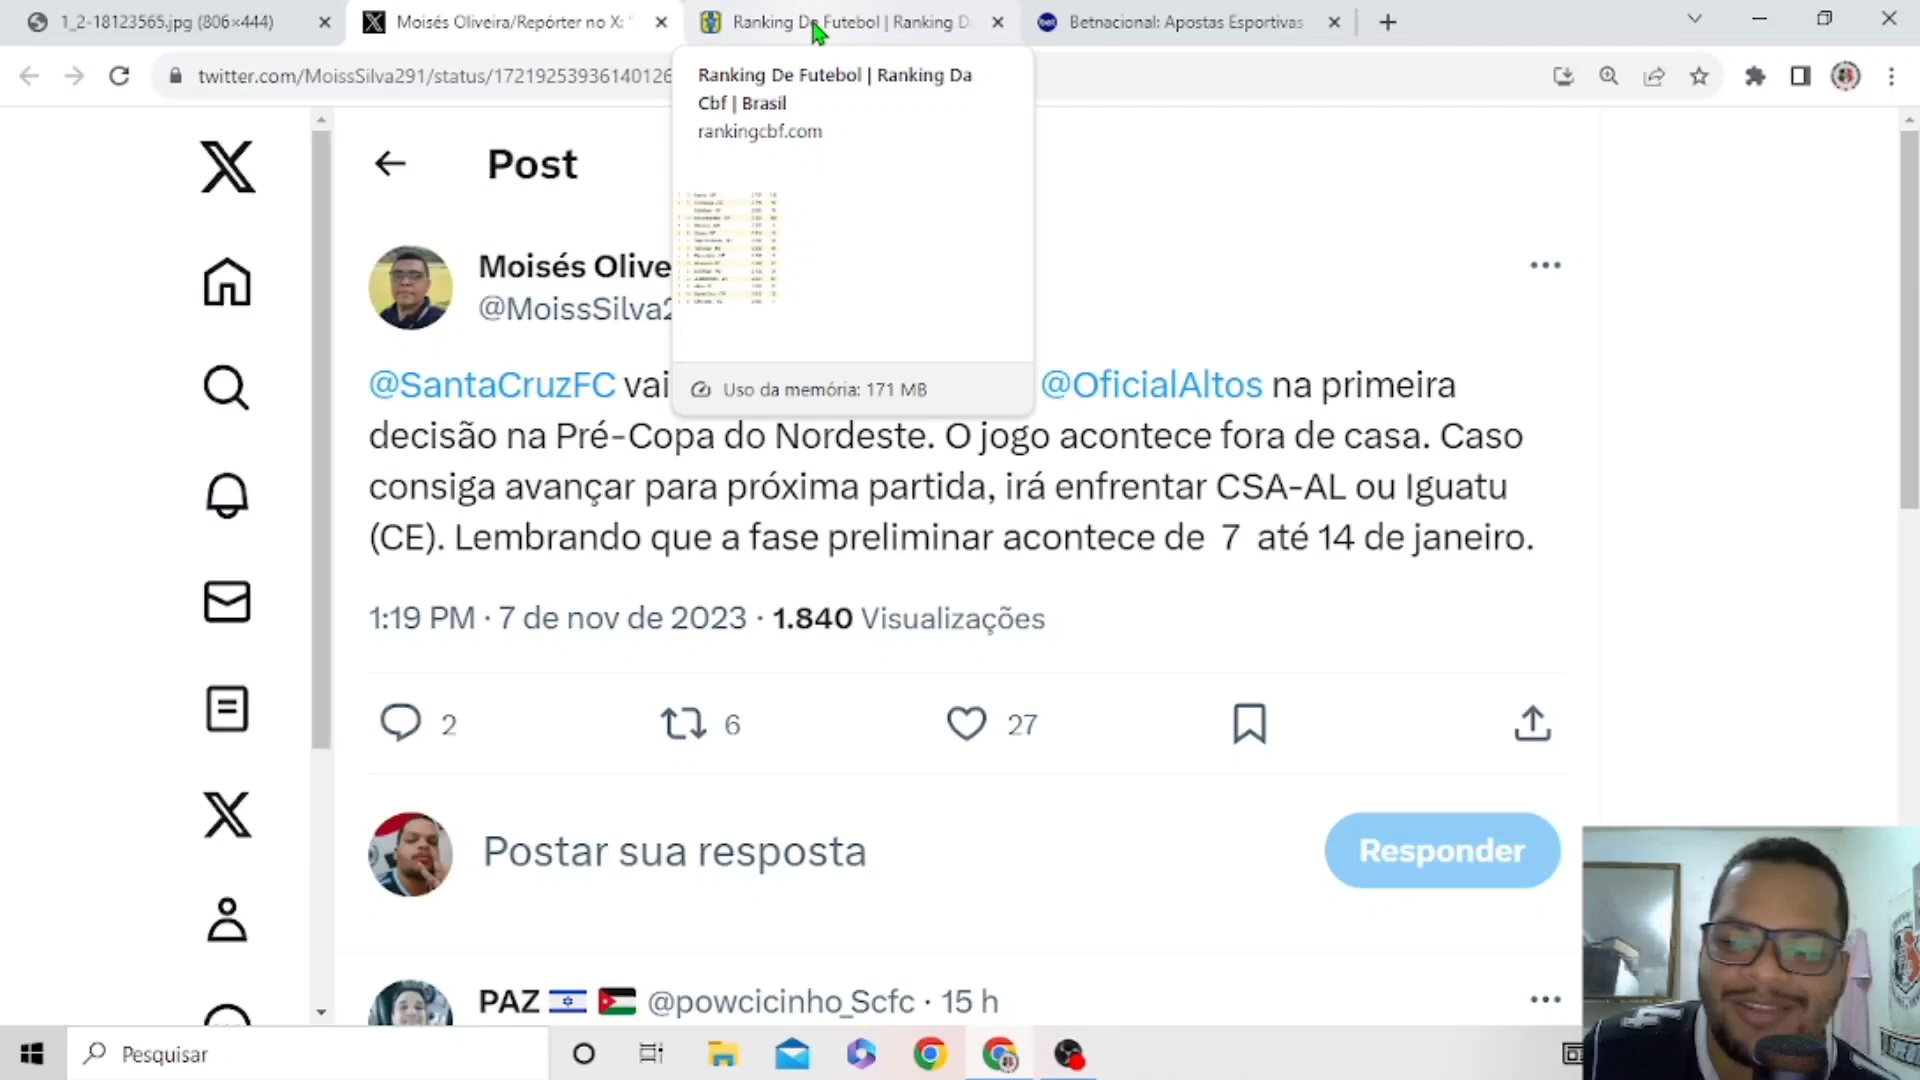 1_2-18123565.jpg (806×444)
Moisés Oliveira/Repórter no X: "
Ranking De Futebol | Ranking D
Betnacional: Apostas Esportivas
twitter.com/MoissSilva291/status/17219253936140126
Ranking De Futebol | Ranking Da
Cbf | Brasil
rankingcbf.com
Uso da memória: 171 MB
Post
Moisés Olive
@MoissSilva2
@SantaCruzFC vai @OficialAltos na primeira
decisão na Pré-Copa do Nordeste. O jogo acontece fora de casa. Caso
consiga avançar para próxima partida, irá enfrentar CSA-AL ou Iguatu
(CE). Lembrando que a fase preliminar acontece de 7 até 14 de janeiro.
1:19 PM · 7 de nov de 2023 · 1.840 Visualizações
2 6 27
Postar sua resposta
Responder
PAZ @powcicinho_Scfc · 15 h
Pesquisar